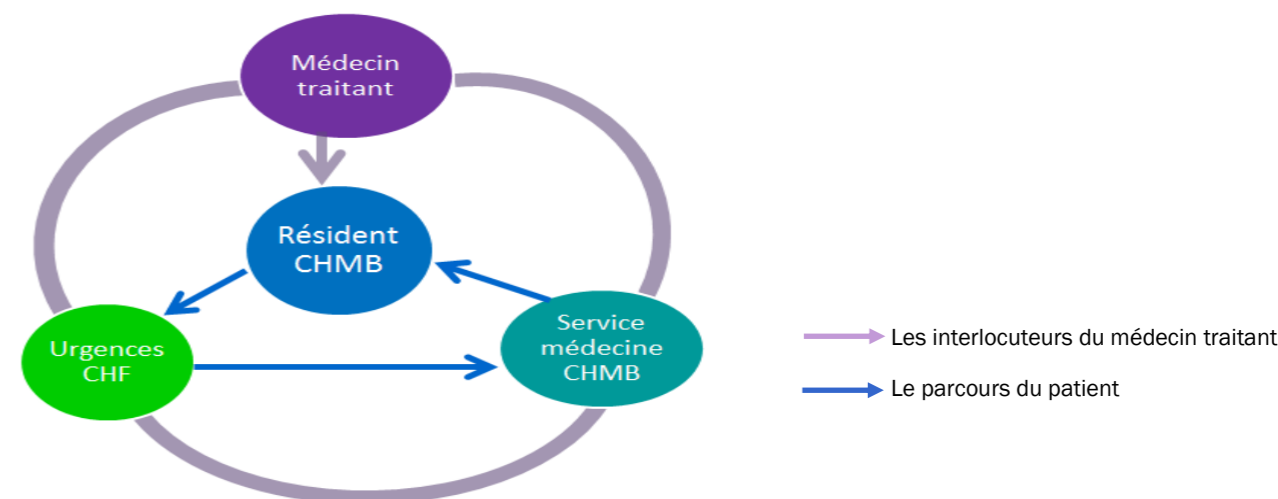 Médecin
traitant
Résident
CHMB
Urgences
CHF
Service
médecine
CHMB
Les interlocuteurs du médecin traitant
Le parcours du patient